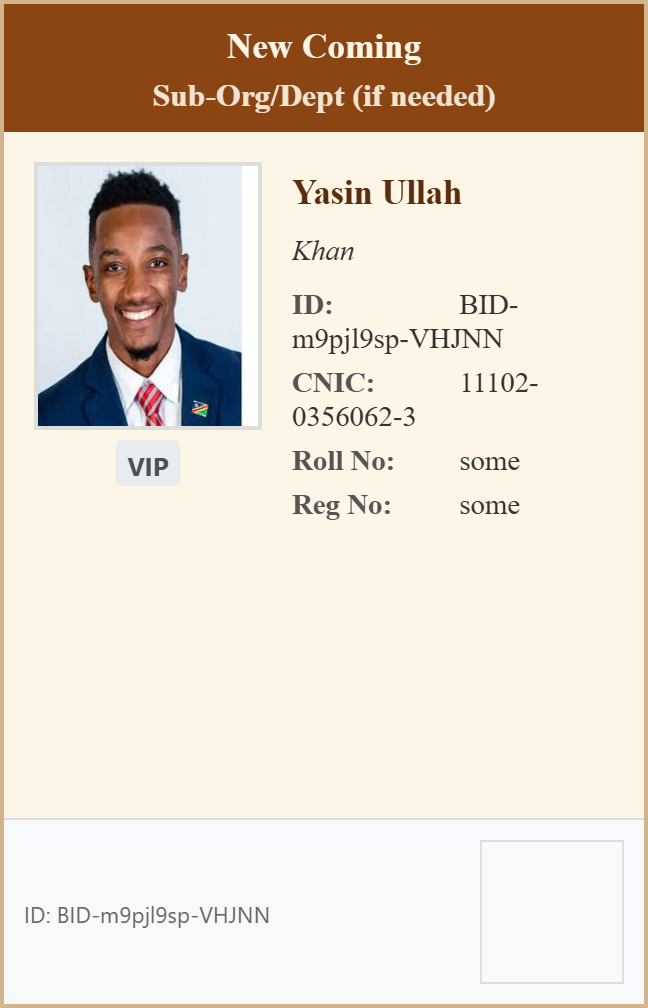 New Coming
Sub-Org/Dept (if needed)
Yasin Ullah
Khan
ID: BID-
m9pjl9sp-VHJNN
CNIC: 11102-
0356062-3
Roll No: some
Reg No: some
VIP
ID: BID-m9pjl9sp-VHJNN